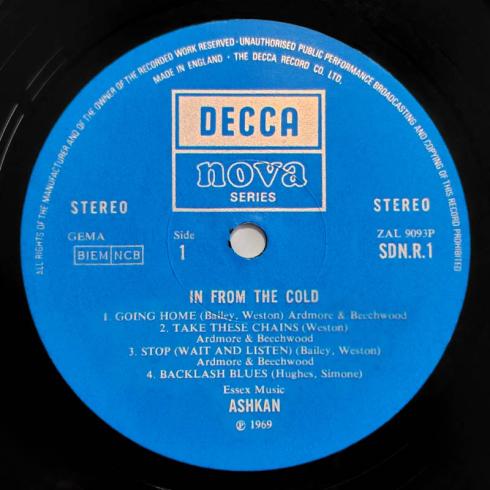 ALL RIGHTS OF THE MANUFACTURER AND OF THE OWNER OF THE RECORDED WORK RESERVED · UNAUTHORISED PUBLIC PERFORMANCE BROADCASTING AND COPYING OF THIS RECORD PROHIBITED
MADE IN ENGLAND · THE DECCA RECORD CO. LTD.
DECCA
nova
SERIES
STEREO
STEREO
GEMA
BIEM NCB
Side
1
ZAL 9093P
SDN.R.1
IN FROM THE COLD
1. GOING HOME (Bailey, Weston) Ardmore & Beechwood
2. TAKE THESE CHAINS (Weston)
Ardmore & Beechwood
3. STOP (WAIT AND LISTEN) (Bailey, Weston)
Ardmore & Beechwood
4. BACKLASH BLUES (Hughes, Simone)
Essex Music
ASHKAN
℗ 1969